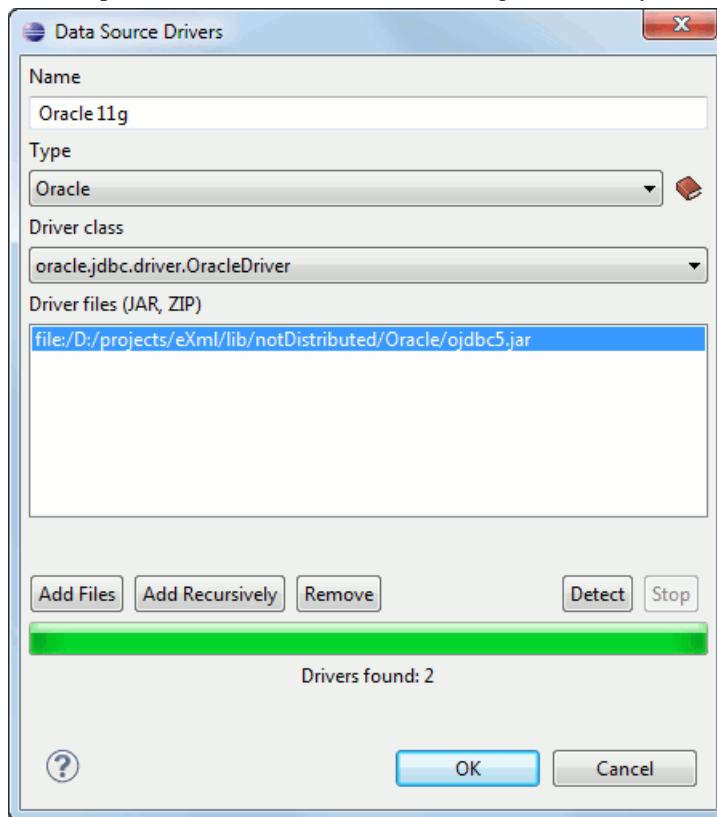 Data Source Drivers
X
Name
Oracle 11g
Type
Oracle
Driver class
oracle.jdbc.driver.OracleDriver
Driver files (JAR, ZIP)
file:/D:/projects/eXml/lib/notDistributed/Oracle/ojdbc5.jar
Add Files Add Recursively Remove Detect Stop
Drivers found: 2
? OK Cancel